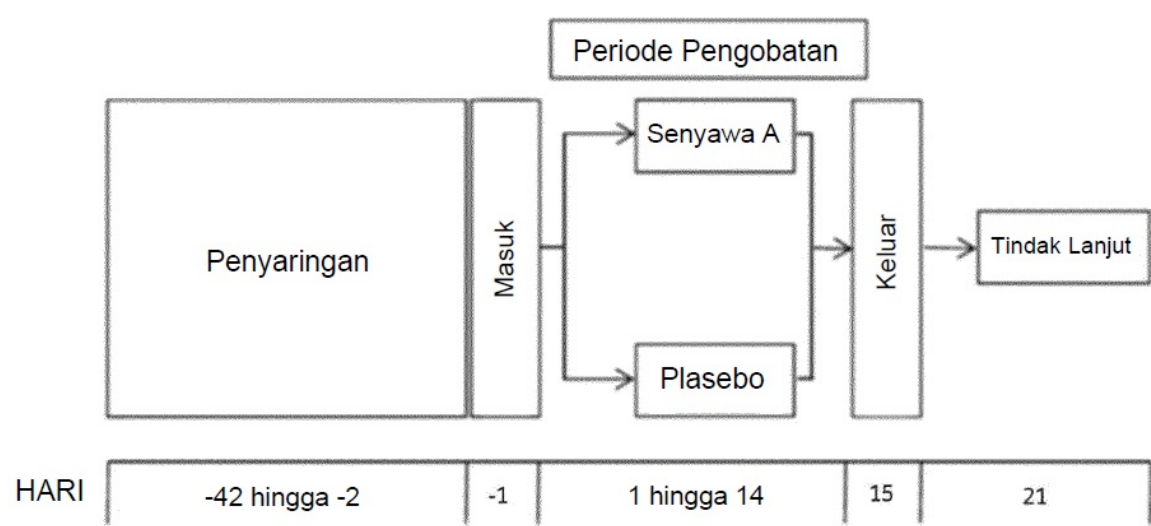 Periode Pengobatan
Penyaringan
Masuk
Senyawa A
Plasebo
Keluar
Tindak Lanjut
HARI
-42 hingga -2
-1
1 hingga 14
15
21